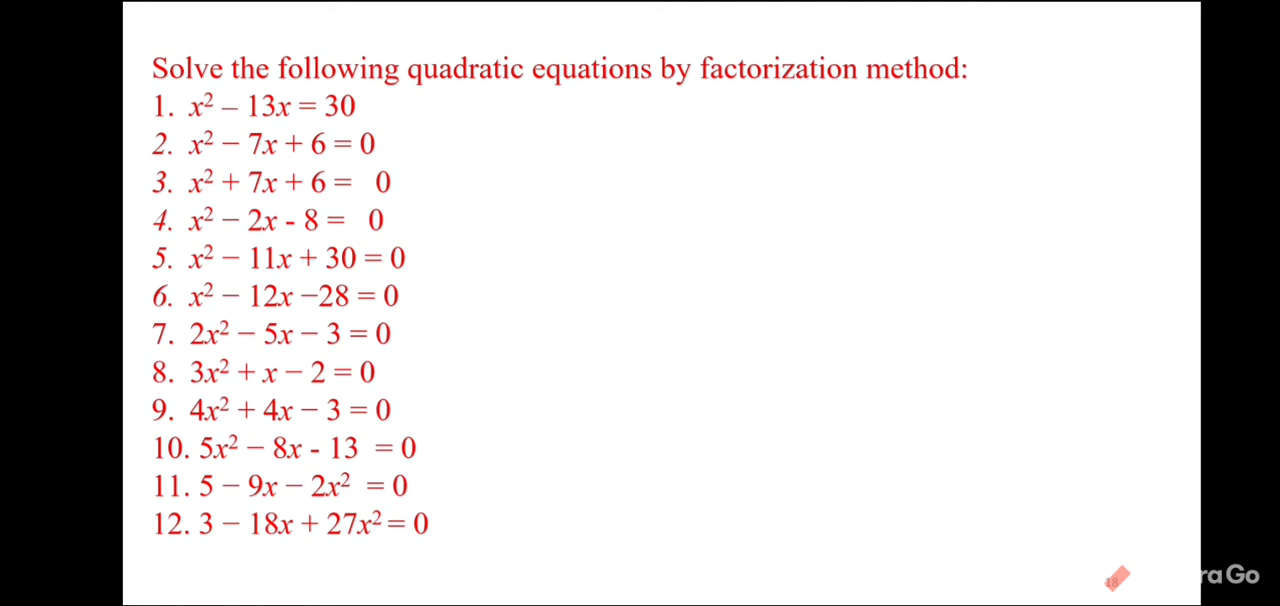 Solve the following quadratic equations by factorization method:
1. x² – 13x = 30
2. x² − 7x + 6 = 0
3. x² + 7x + 6 = 0
4. x² − 2x - 8 = 0
5. x² − 11x + 30 = 0
6. x² − 12x −28 = 0
7. 2x² − 5x − 3 = 0
8. 3x² + x − 2 = 0
9. 4x² + 4x − 3 = 0
10. 5x² − 8x - 13 = 0
11. 5 − 9x − 2x² = 0
12. 3 − 18x + 27x² = 0
18
raGo